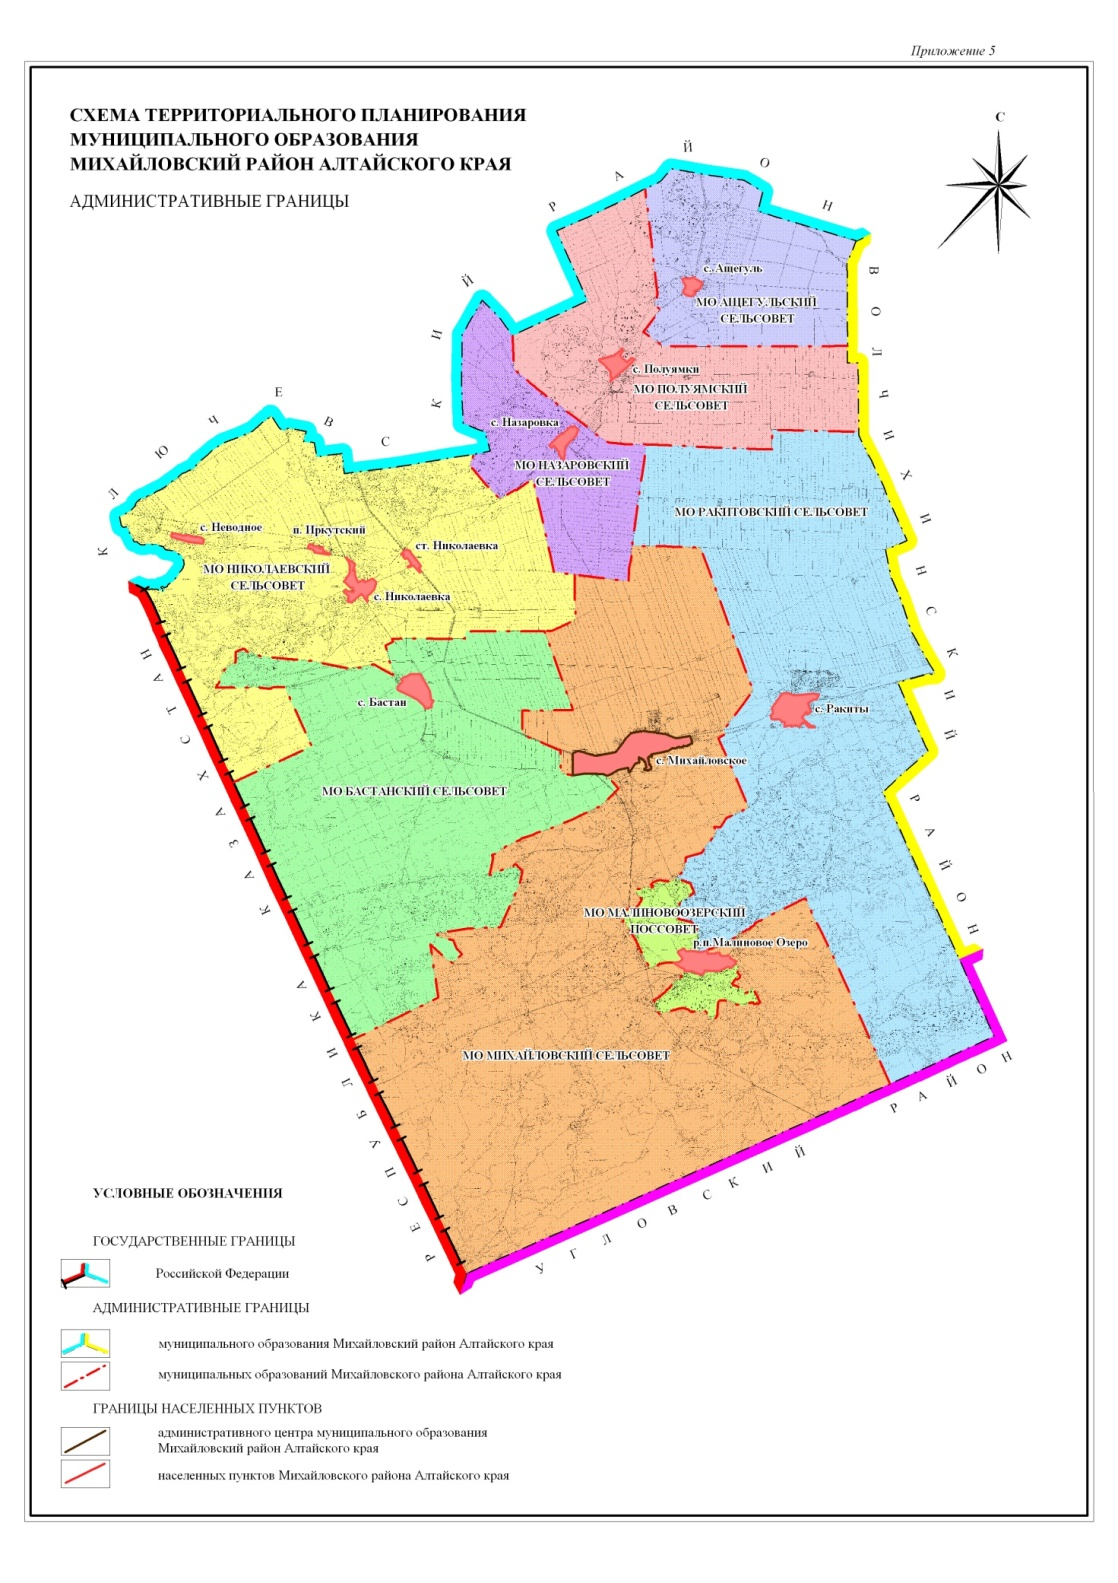 Приложение 5
СХЕМА ТЕРРИТОРИАЛЬНОГО ПЛАНИРОВАНИЯ
МУНИЦИПАЛЬНОГО ОБРАЗОВАНИЯ
МИХАЙЛОВСКИЙ РАЙОН АЛТАЙСКОГО КРАЯ
АДМИНИСТРАТИВНЫЕ ГРАНИЦЫ
С
КЛЮЧЕВСКИЙ РАЙОН
ВОЛЧИХИНСКИЙ РАЙОН
с. Ащегуль
МО АЩЕГУЛЬСКИЙ
СЕЛЬСОВЕТ
с. Полуямки
МО ПОЛУЯМСКИЙ
СЕЛЬСОВЕТ
с. Назаровка
МО НАЗАРОВСКИЙ
СЕЛЬСОВЕТ
МО РАКИТОВСКИЙ СЕЛЬСОВЕТ
с. Неводное
п. Иркутский
ст. Николаевка
МО НИКОЛАЕВСКИЙ
СЕЛЬСОВЕТ
с. Николаевка
с. Бастан
с. Ракиты
с. Михайловское
МО БАСТАНСКИЙ СЕЛЬСОВЕТ
МО МАЛИНОВООЗЕРСКИЙ
ПОССОВЕТ
р.п.Малиновое Озеро
МО МИХАЙЛОВСКИЙ СЕЛЬСОВЕТ
РЕСПУБЛИКА КАЗАХСТАН
УГЛОВСКИЙ РАЙОН
УСЛОВНЫЕ ОБОЗНАЧЕНИЯ
ГОСУДАРСТВЕННЫЕ ГРАНИЦЫ
Российской Федерации
АДМИНИСТРАТИВНЫЕ ГРАНИЦЫ
муниципального образования Михайловский район Алтайского края
муниципальных образований Михайловского района Алтайского края
ГРАНИЦЫ НАСЕЛЕННЫХ ПУНКТОВ
административного центра муниципального образования
Михайловский район Алтайского края
населенных пунктов Михайловского района Алтайского края